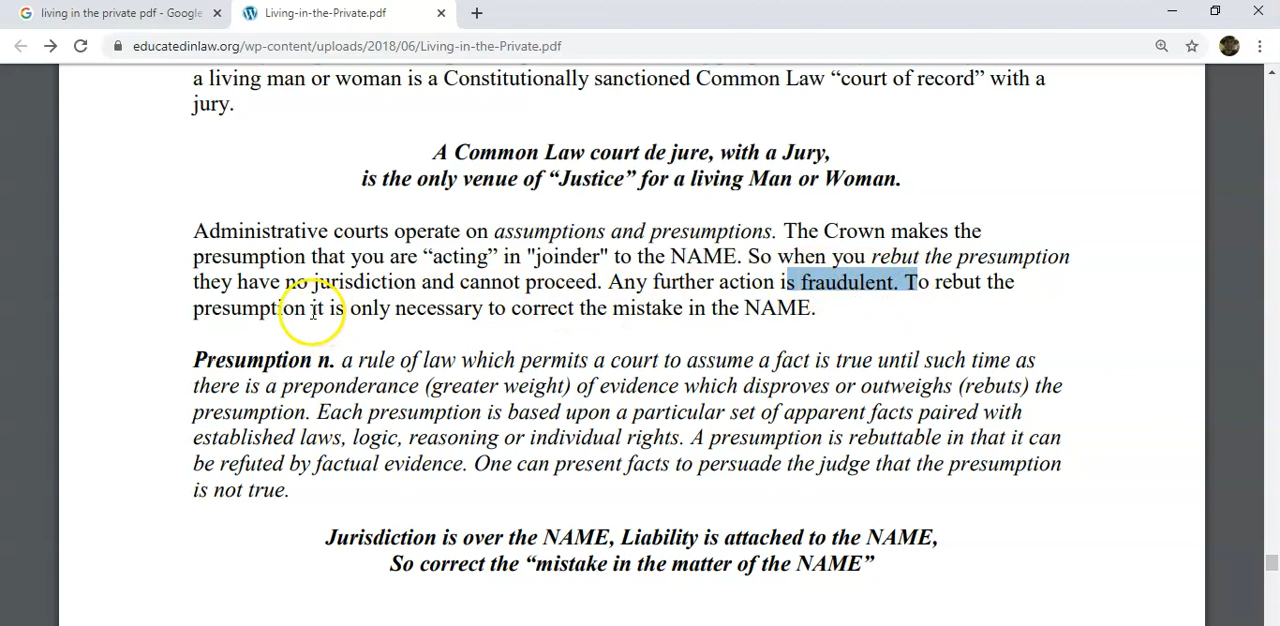 living in the private pdf - Google
Living-in-the-Private.pdf
educatedinlaw.org/wp-content/uploads/2018/06/Living-in-the-Private.pdf
a living man or woman is a Constitutionally sanctioned Common Law “court of record” with a
jury.
A Common Law court de jure, with a Jury,
is the only venue of “Justice” for a living Man or Woman.
Administrative courts operate on assumptions and presumptions. The Crown makes the
presumption that you are “acting” in "joinder" to the NAME. So when you rebut the presumption
they have no jurisdiction and cannot proceed. Any further action is fraudulent. To rebut the
presumption it is only necessary to correct the mistake in the NAME.
Presumption n. a rule of law which permits a court to assume a fact is true until such time as
there is a preponderance (greater weight) of evidence which disproves or outweighs (rebuts) the
presumption. Each presumption is based upon a particular set of apparent facts paired with
established laws, logic, reasoning or individual rights. A presumption is rebuttable in that it can
be refuted by factual evidence. One can present facts to persuade the judge that the presumption
is not true.
Jurisdiction is over the NAME, Liability is attached to the NAME,
So correct the “mistake in the matter of the NAME”